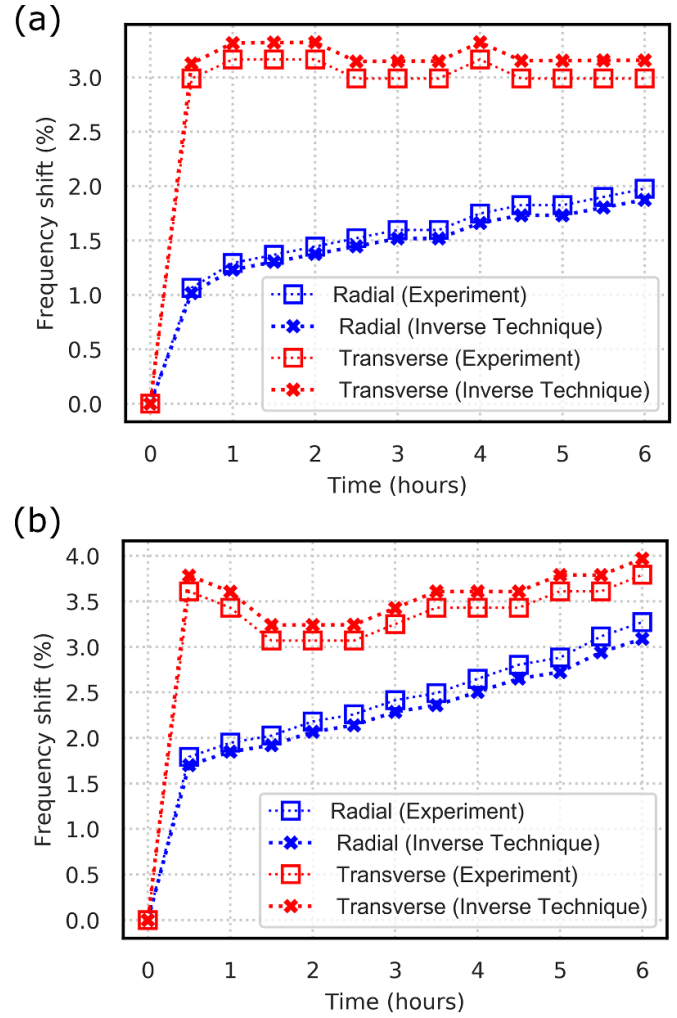 (a)
3.0
2.5
2.0
1.5
1.0
0.5
0.0
Frequency shift (%)
Radial (Experiment)
Radial (Inverse Technique)
Transverse (Experiment)
Transverse (Inverse Technique)
0 1 2 3 4 5 6
Time (hours)
(b)
4.0
3.5
3.0
2.5
2.0
1.5
1.0
0.5
0.0
Frequency shift (%)
Radial (Experiment)
Radial (Inverse Technique)
Transverse (Experiment)
Transverse (Inverse Technique)
0 1 2 3 4 5 6
Time (hours)